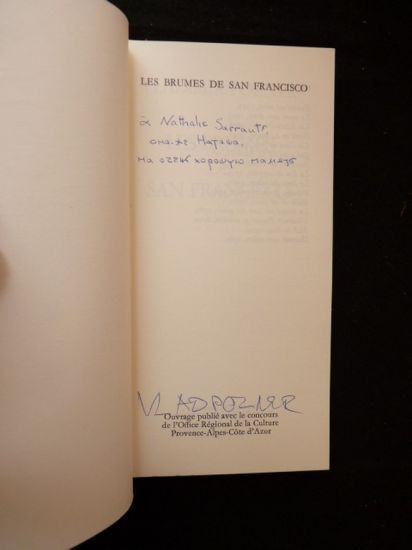 LES BRUMES DE SAN FRANCISCO
à Nathalie Sarraute,
она же Наташа,
на очень хорошую память
VLADPOZNER
Ouvrage publié avec le concours
de l'Office Régional de la Culture
Provence-Alpes-Côte d'Azur